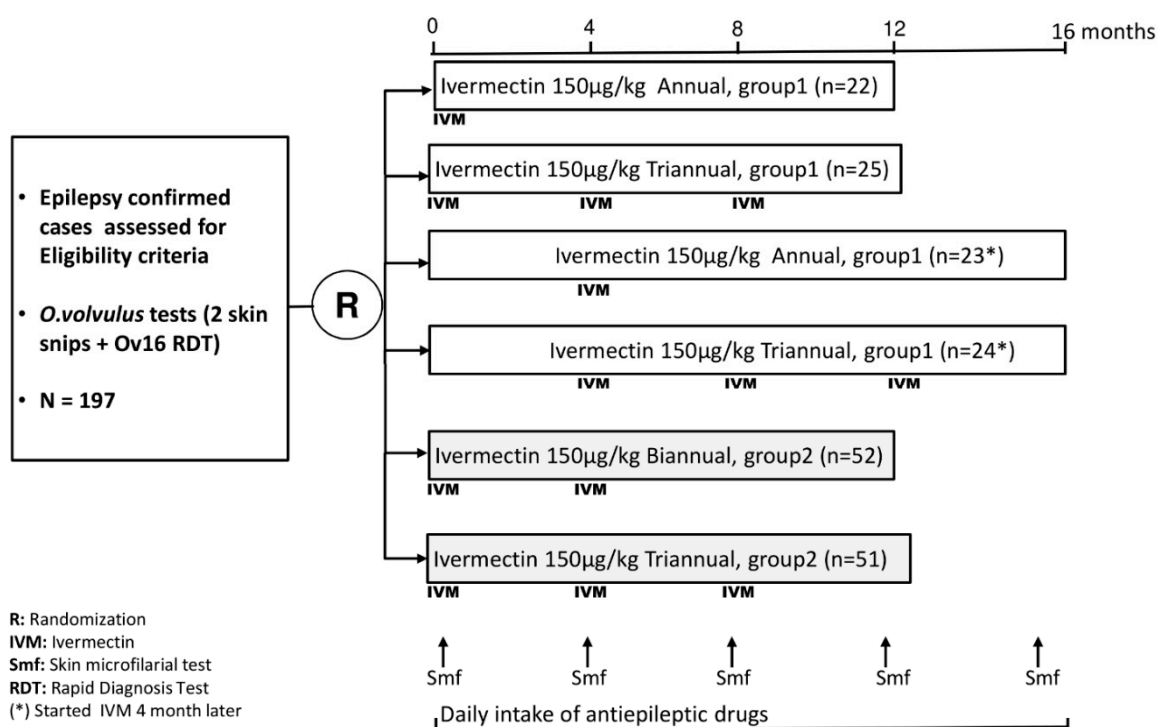 0 4 8 12 16 months
Ivermectin 150µg/kg Annual, group1 (n=22)
IVM
• Epilepsy confirmed
cases assessed for
Eligibility criteria
• O.volvulus tests (2 skin
snips + Ov16 RDT)
• N = 197
R
Ivermectin 150µg/kg Triannual, group1 (n=25)
IVM IVM IVM
Ivermectin 150µg/kg Annual, group1 (n=23*)
IVM
Ivermectin 150µg/kg Triannual, group1 (n=24*)
IVM IVM IVM
Ivermectin 150µg/kg Biannual, group2 (n=52)
IVM IVM
Ivermectin 150µg/kg Triannual, group2 (n=51)
IVM IVM IVM
Smf Smf Smf Smf Smf
Daily intake of antiepileptic drugs
R: Randomization
IVM: Ivermectin
Smf: Skin microfilarial test
RDT: Rapid Diagnosis Test
(*) Started IVM 4 month later